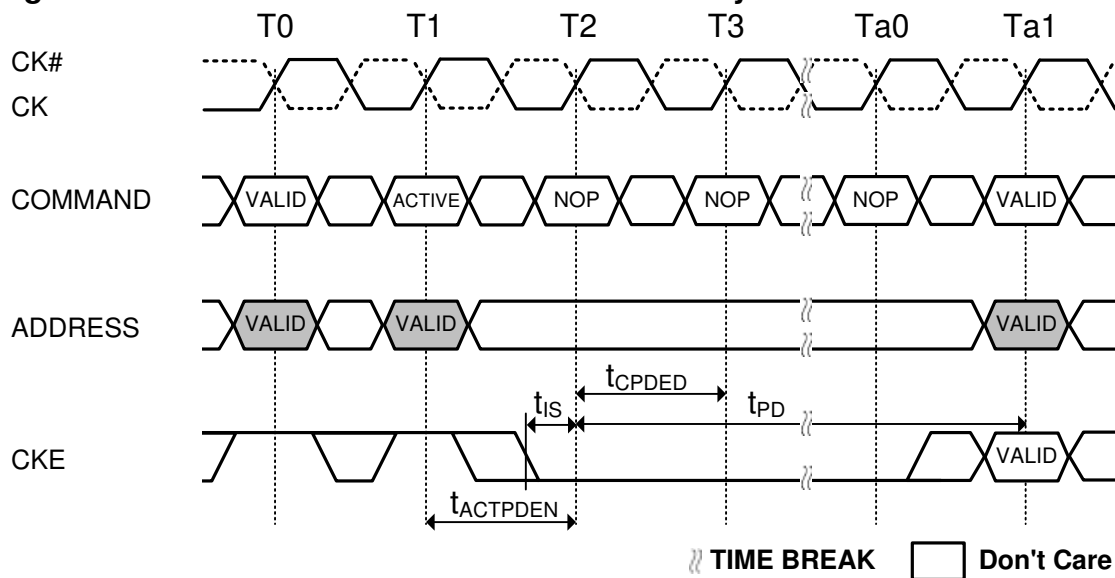 T0 T1 T2 T3 Ta0 Ta1
CK#
CK
COMMAND VALID ACTIVE NOP NOP NOP VALID
ADDRESS VALID VALID VALID
tCPDED
tIS tPD
CKE VALID
tACTPDEN
TIME BREAK Don't Care